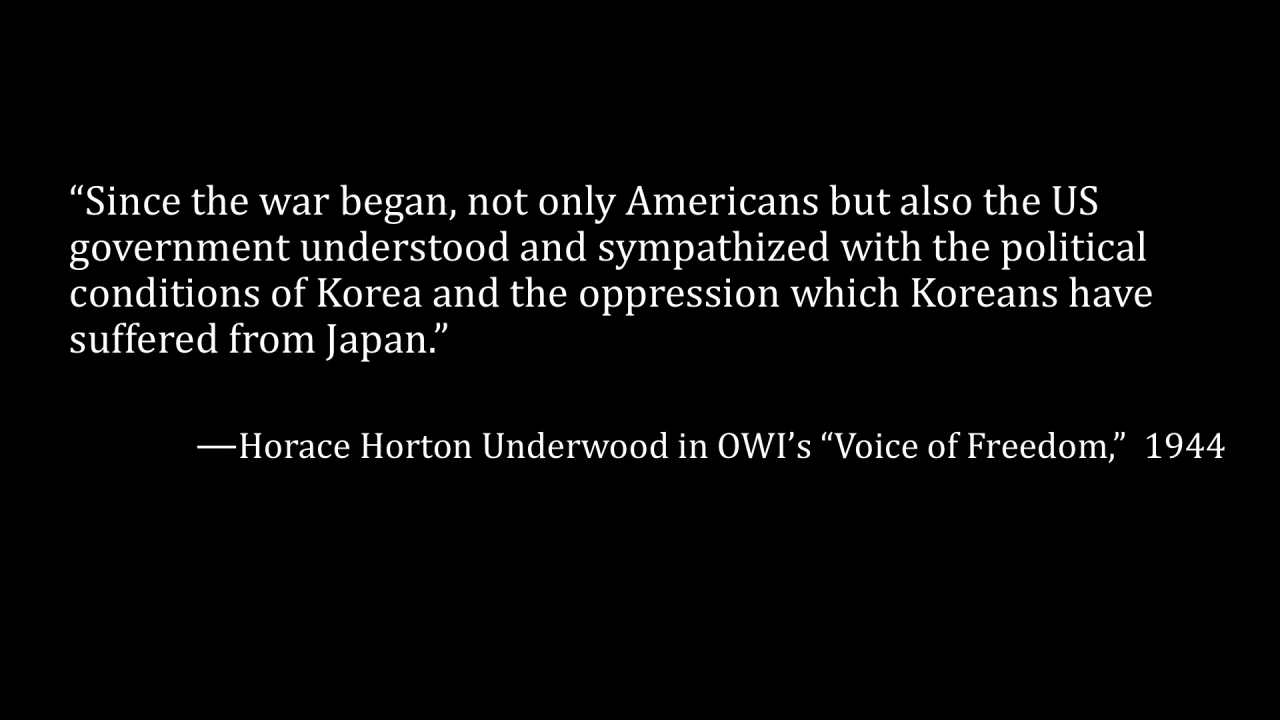 “Since the war began, not only Americans but also the US
government understood and sympathized with the political
conditions of Korea and the oppression which Koreans have
suffered from Japan.”
—Horace Horton Underwood in OWI’s “Voice of Freedom,” 1944